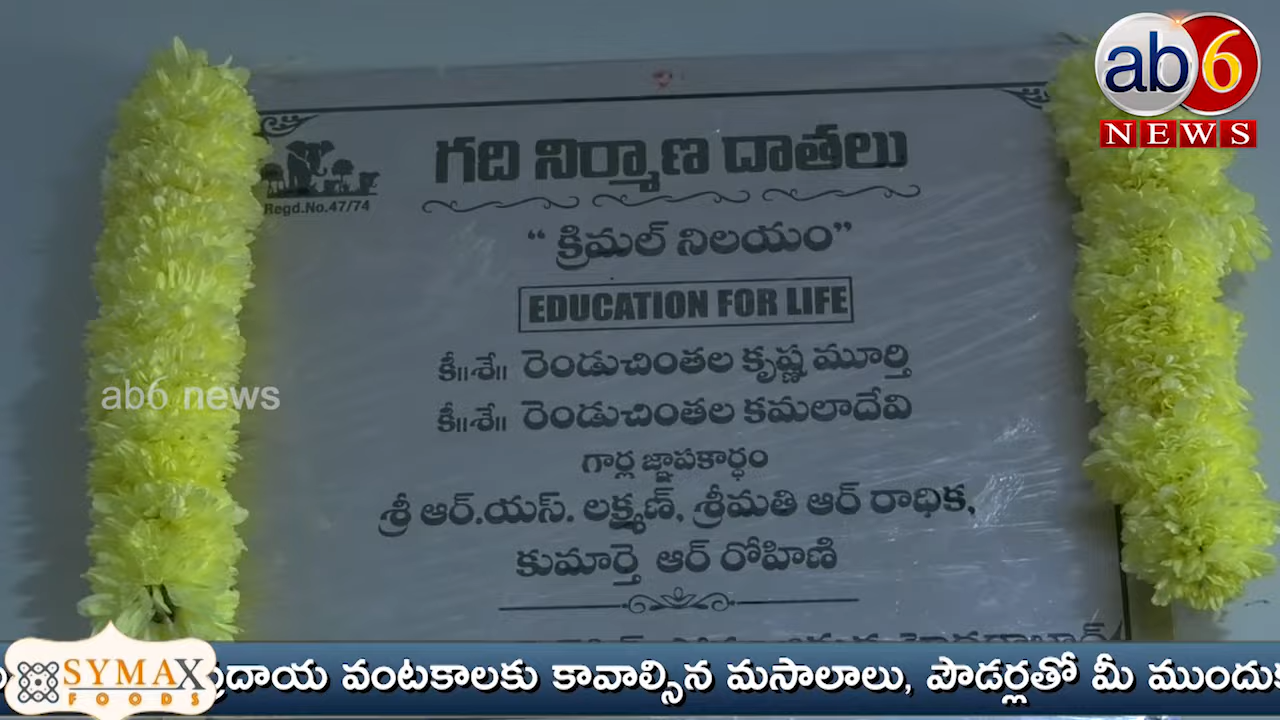 ab6
NEWS
గది నిర్మాణ దాతలు
Regd.No.47/74
“ క్రిమల్ నిలయం”
EDUCATION FOR LIFE
కీ॥శే॥ రెండుచింతల కృష్ణ మూర్తి
ab6 news
కీ॥శే॥ రెండుచింతల కమలాదేవి
గార్ల జ్ఞాపకార్థం
శ్రీ ఆర్.యస్. లక్ష్మణ్, శ్రీమతి ఆర్ రాధిక,
కుమార్తె ఆర్ రోహిణి
SYMAX
FOODS
వంటకాలకు కావాల్సిన మసాలాలు, పౌడర్లతో మీ